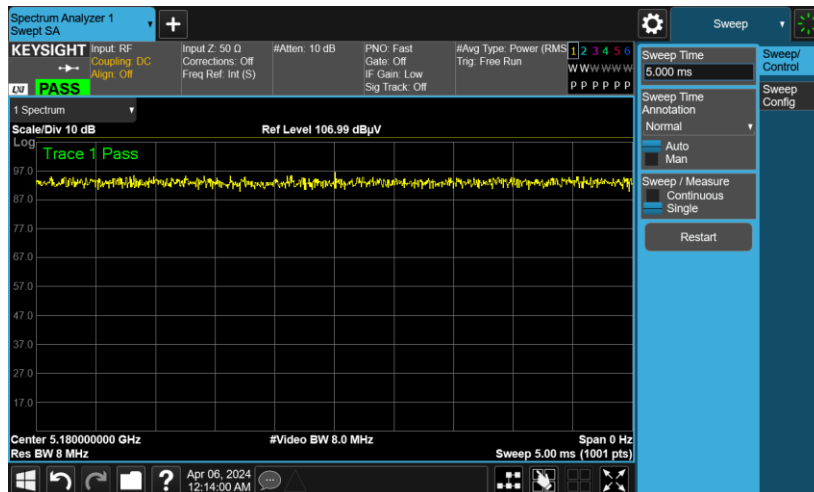 Spectrum Analyzer 1
Swept SA
+
Sweep
KEYSIGHT
Input: RF
Coupling: DC
Align: Off
Input Z: 50 Ω
Corrections: Off
Freq Ref: Int (S)
#Atten: 10 dB
PNO: Fast
Gate: Off
IF Gain: Low
Sig Track: Off
#Avg Type: Power (RMS
Trig: Free Run
1 2 3 4 5 6
W W W W W W
P P P P P P
LXI
PASS
1 Spectrum
Scale/Div 10 dB
Ref Level 106.99 dBµV
Log
Trace 1 Pass
97.0
87.0
77.0
67.0
57.0
47.0
37.0
27.0
17.0
Center 5.180000000 GHz
#Video BW 8.0 MHz
Span 0 Hz
Res BW 8 MHz
Sweep 5.00 ms (1001 pts)
?
Apr 06, 2024
12:14:00 AM
Sweep Time
5.000 ms
Sweep Time
Annotation
Normal
Auto
Man
Sweep / Measure
Continuous
Single
Restart
Sweep/
Control
Sweep
Config